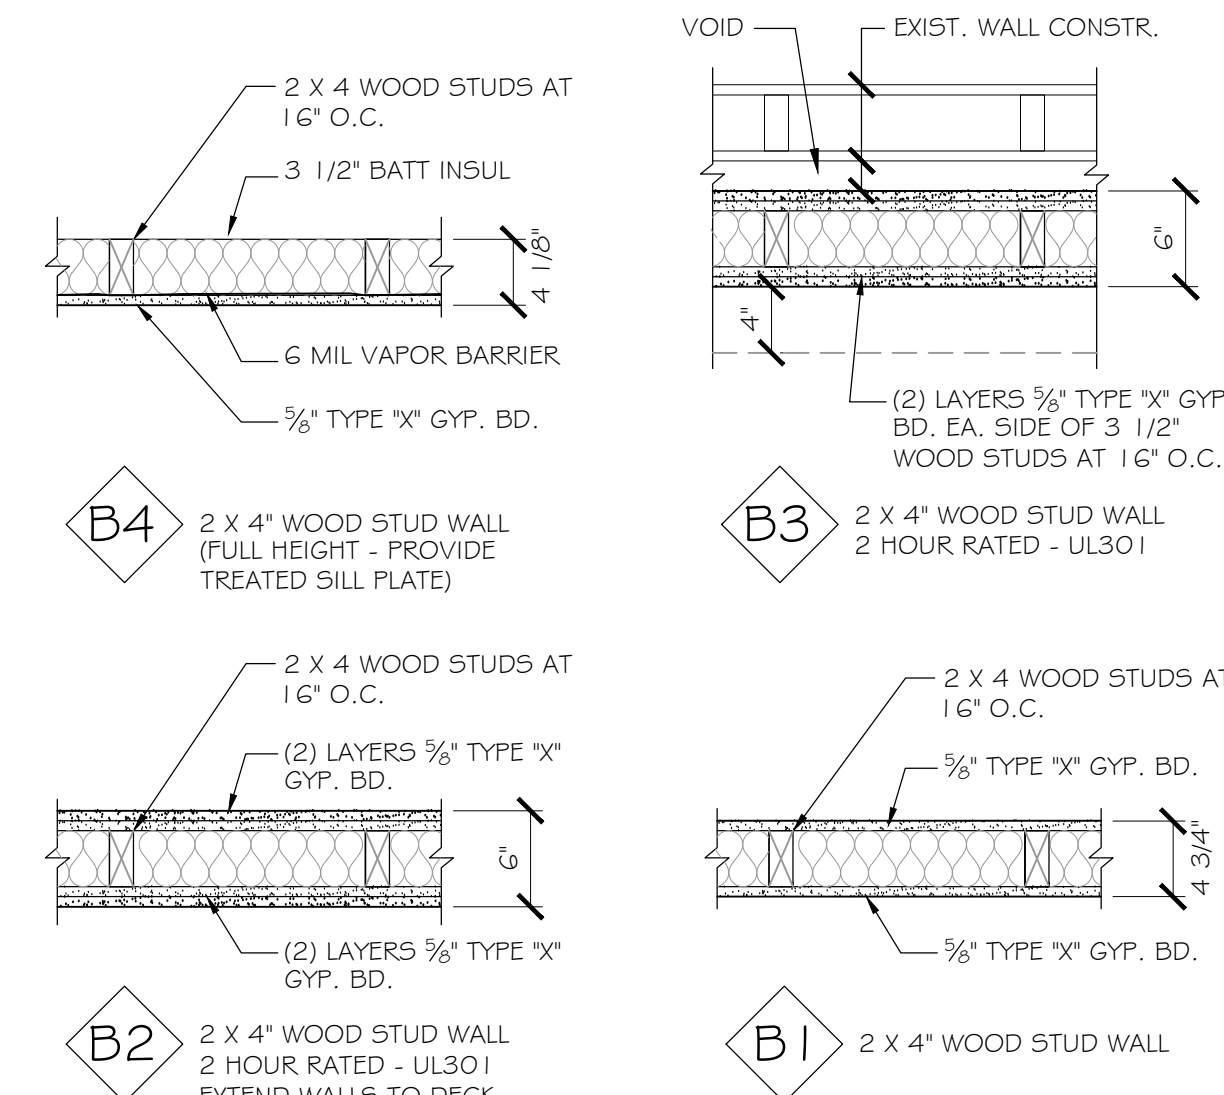 2 X 4 WOOD STUDS AT
16" O.C.
3 1/2" BATT INSUL
4 1/8"
6 MIL VAPOR BARRIER
5/8" TYPE "X" GYP. BD.
B4
2 X 4" WOOD STUD WALL
(FULL HEIGHT - PROVIDE
TREATED SILL PLATE)
VOID
EXIST. WALL CONSTR.
6"
4"
(2) LAYERS 5/8" TYPE "X" GYP
BD. EA. SIDE OF 3 1/2"
WOOD STUDS AT 16" O.C.
B3
2 X 4" WOOD STUD WALL
2 HOUR RATED - UL301
2 X 4 WOOD STUDS AT
16" O.C.
(2) LAYERS 5/8" TYPE "X"
GYP. BD.
6"
(2) LAYERS 5/8" TYPE "X"
GYP. BD.
B2
2 X 4" WOOD STUD WALL
2 HOUR RATED - UL301
EXTEND WALLS TO DECK
2 X 4 WOOD STUDS AT
16" O.C.
5/8" TYPE "X" GYP. BD.
4 3/4"
5/8" TYPE "X" GYP. BD.
B1
2 X 4" WOOD STUD WALL